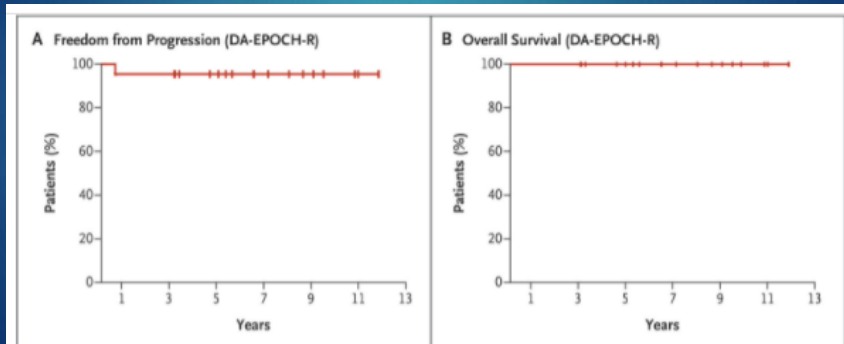 A Freedom from Progression (DA-EPOCH-R)
100
80
60
40
20
0
Patients (%)
1 3 5 7 9 11 13
Years
B Overall Survival (DA-EPOCH-R)
100
80
60
40
20
0
Patients (%)
1 3 5 7 9 11 13
Years